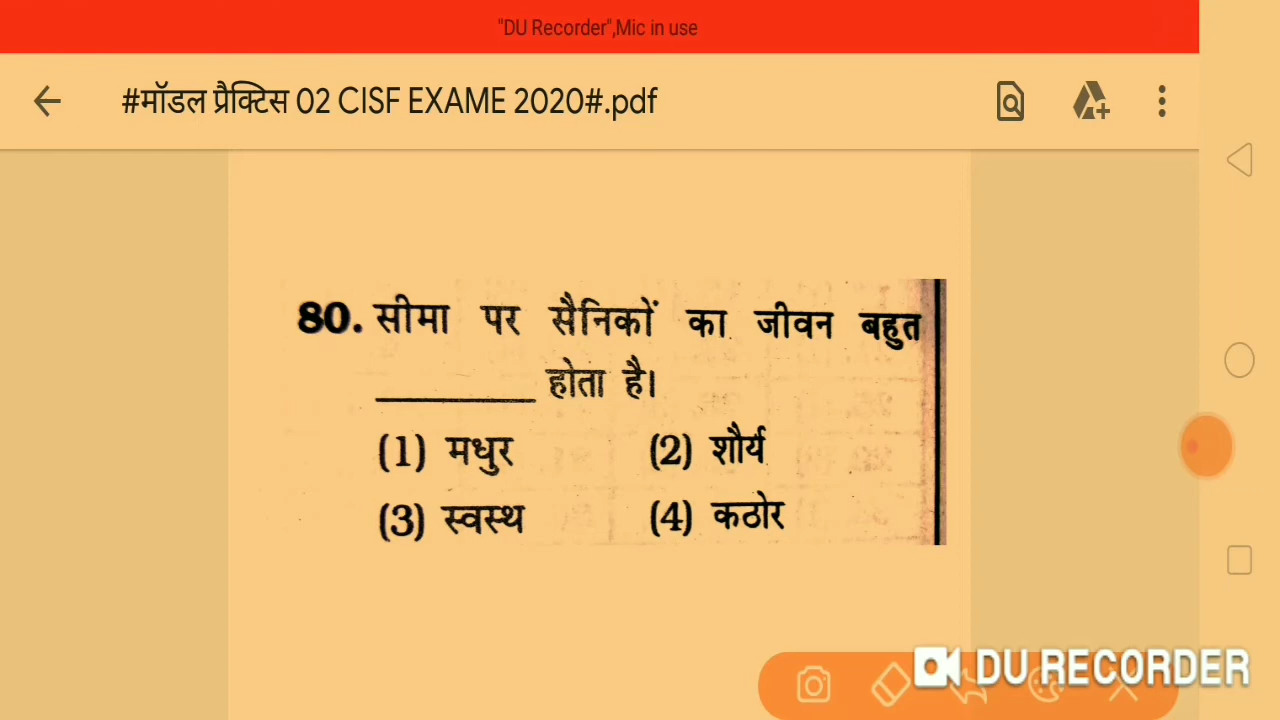 "DU Recorder",Mic in use
#मॉडल प्रैक्टिस 02 CISF EXAME 2020#.pdf
80. सीमा पर सैनिकों का जीवन बहुत
__________ होता है।
(1) मधुर (2) शौर्य
(3) स्वस्थ (4) कठोर
DU RECORDER